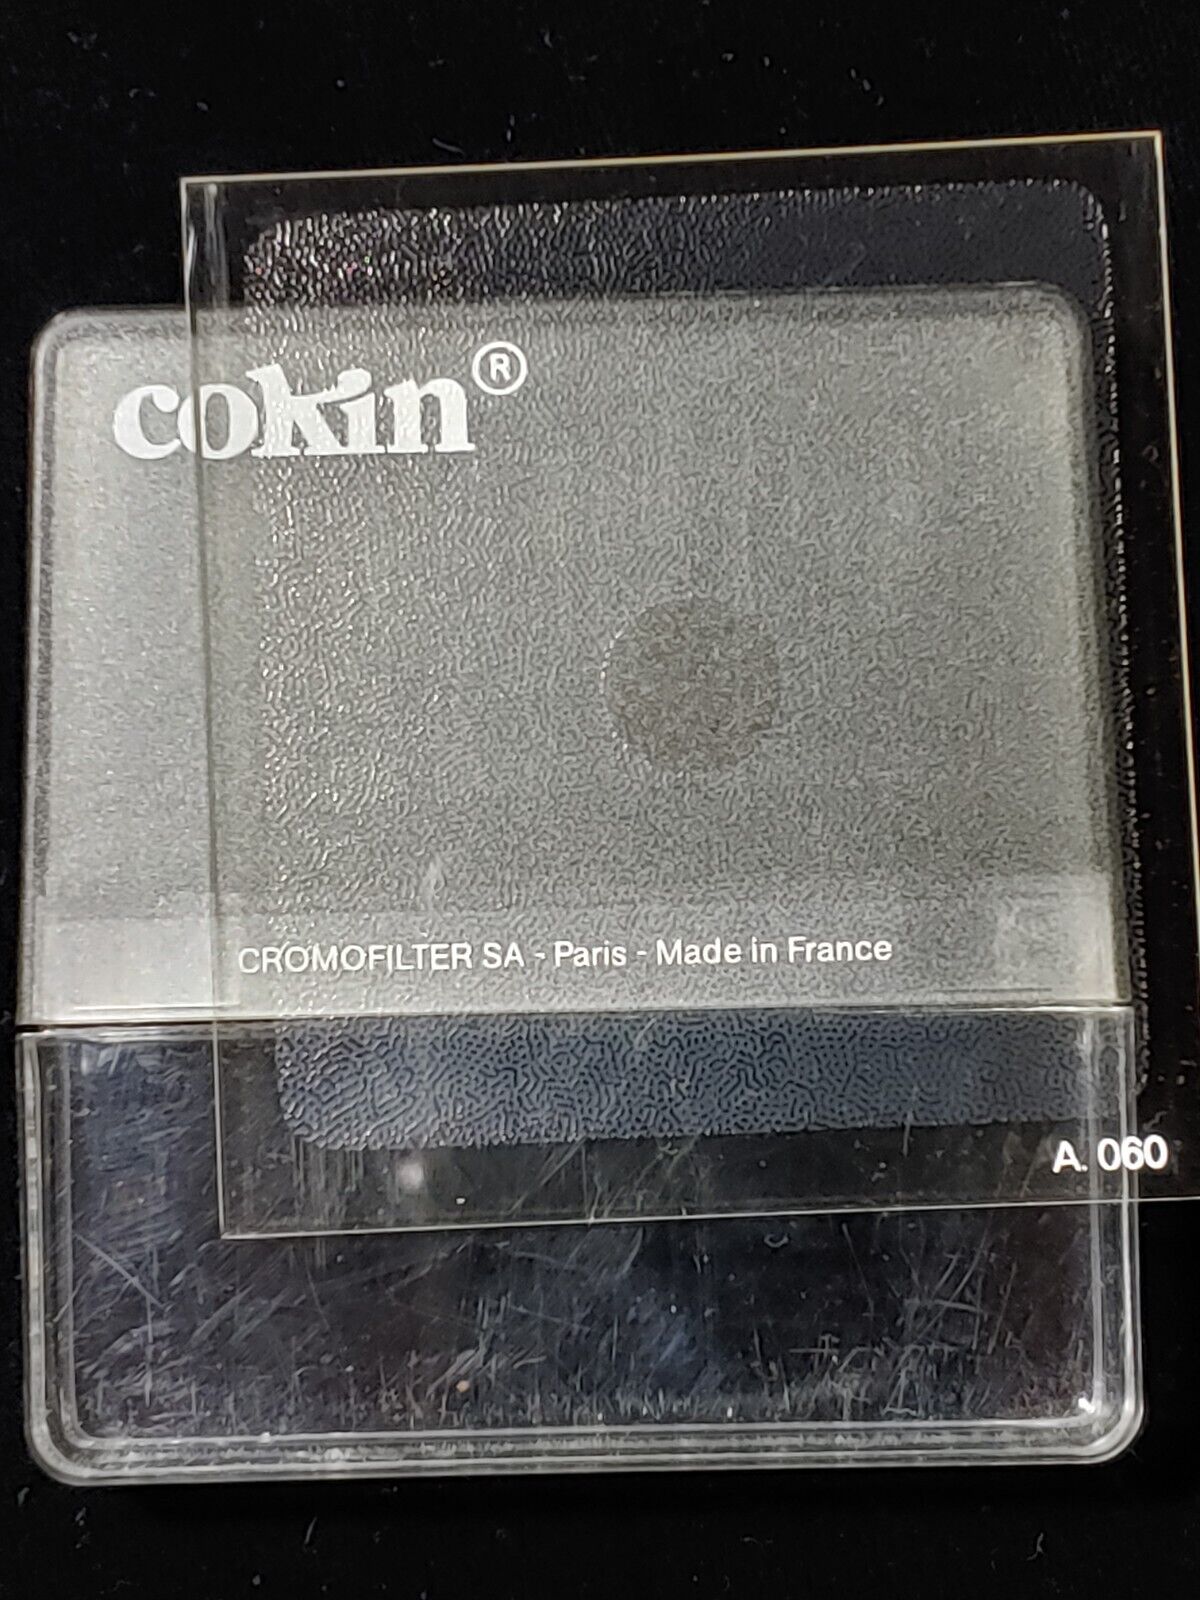 cokin®
CROMOFILTER SA - Paris - Made in France
A. 060